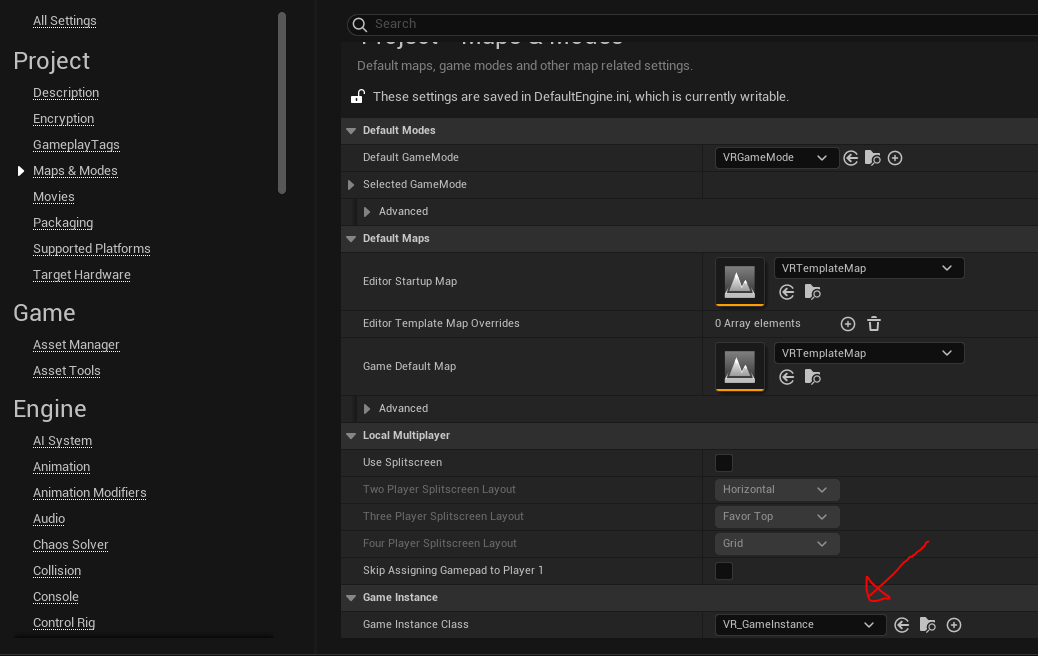 All Settings
Project
Description
Encryption
GameplayTags
Maps & Modes
Movies
Packaging
Supported Platforms
Target Hardware
Game
Asset Manager
Asset Tools
Engine
AI System
Animation
Animation Modifiers
Audio
Chaos Solver
Collision
Console
Control Rig
Search
Project - Maps & Modes
Default maps, game modes and other map related settings.
These settings are saved in DefaultEngine.ini, which is currently writable.
Default Modes
Default GameMode VRGameMode
Selected GameMode
Advanced
Default Maps
Editor Startup Map VRTemplateMap
Editor Template Map Overrides 0 Array elements
Game Default Map VRTemplateMap
Advanced
Local Multiplayer
Use Splitscreen
Two Player Splitscreen Layout Horizontal
Three Player Splitscreen Layout Favor Top
Four Player Splitscreen Layout Grid
Skip Assigning Gamepad to Player 1
Game Instance
Game Instance Class VR_GameInstance